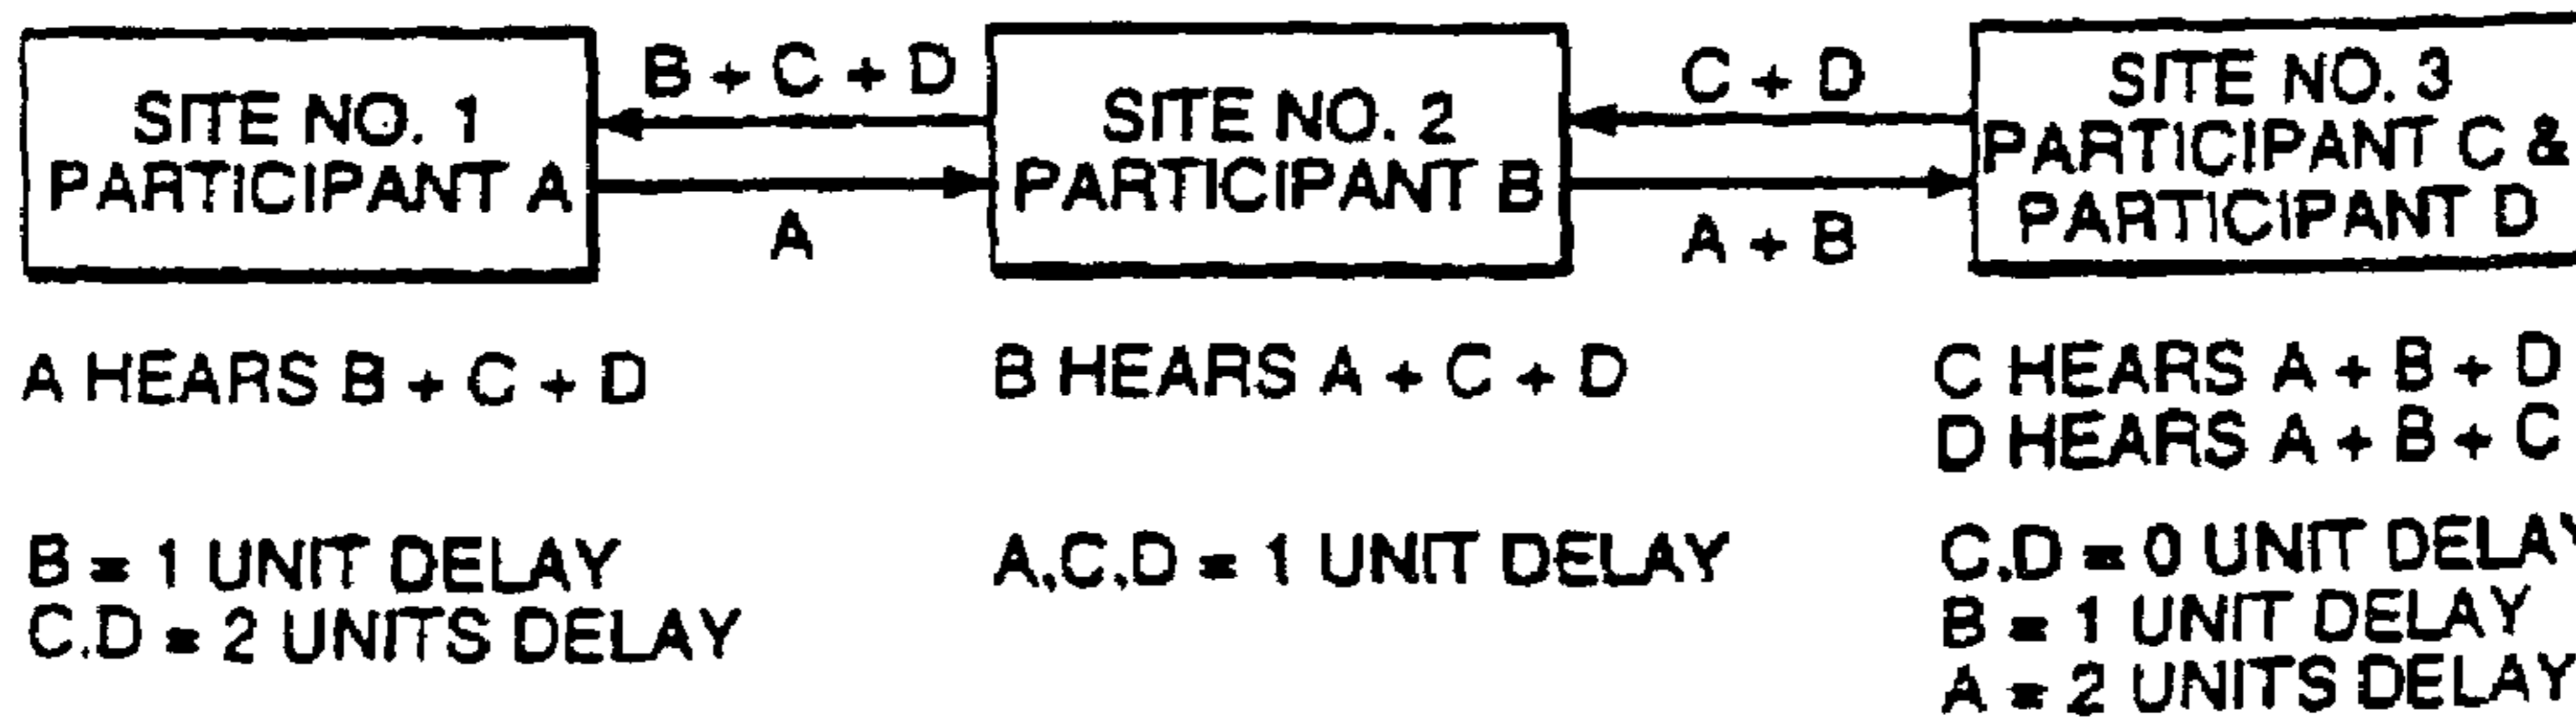 SITE NO. 1
PARTICIPANT A
B + C + D
A
SITE NO. 2
PARTICIPANT B
C + D
A + B
SITE NO. 3
PARTICIPANT C &
PARTICIPANT D
A HEARS B + C + D
B HEARS A + C + D
C HEARS A + B + D
D HEARS A + B + C
B = 1 UNIT DELAY
C.D = 2 UNITS DELAY
A,C,D = 1 UNIT DELAY
C.D = 0 UNIT DELAY
B = 1 UNIT DELAY
A = 2 UNITS DELAY